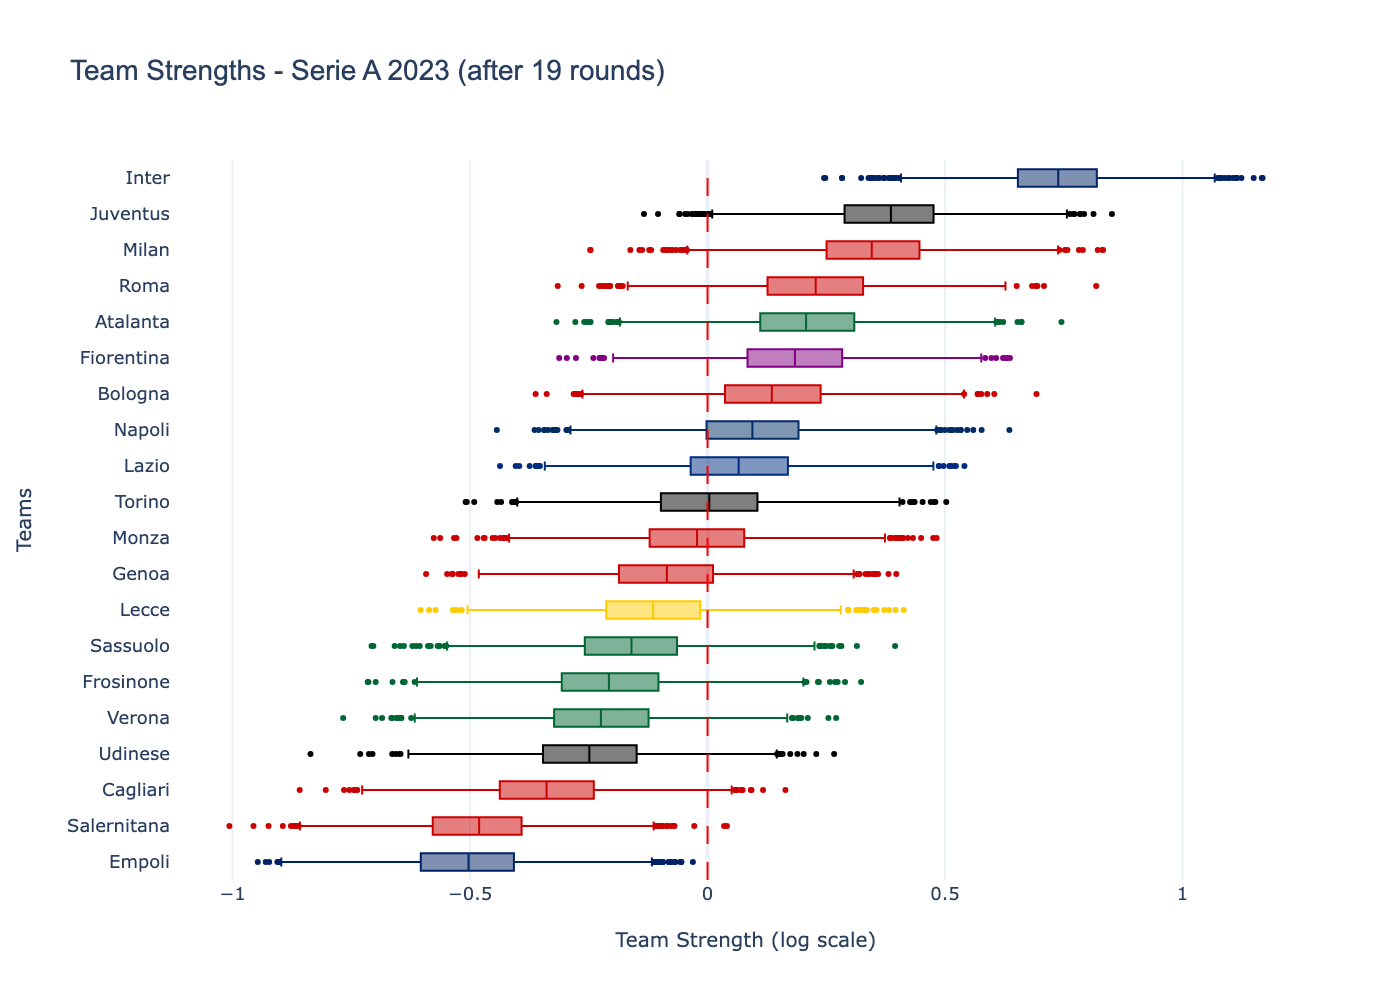 Team Strengths - Serie A 2023 (after 19 rounds)
Inter
Juventus
Milan
Roma
Atalanta
Fiorentina
Bologna
Napoli
Lazio
Torino
Monza
Genoa
Lecce
Sassuolo
Frosinone
Verona
Udinese
Cagliari
Salernitana
Empoli
Teams
−1
−0.5
0
0.5
1
Team Strength (log scale)